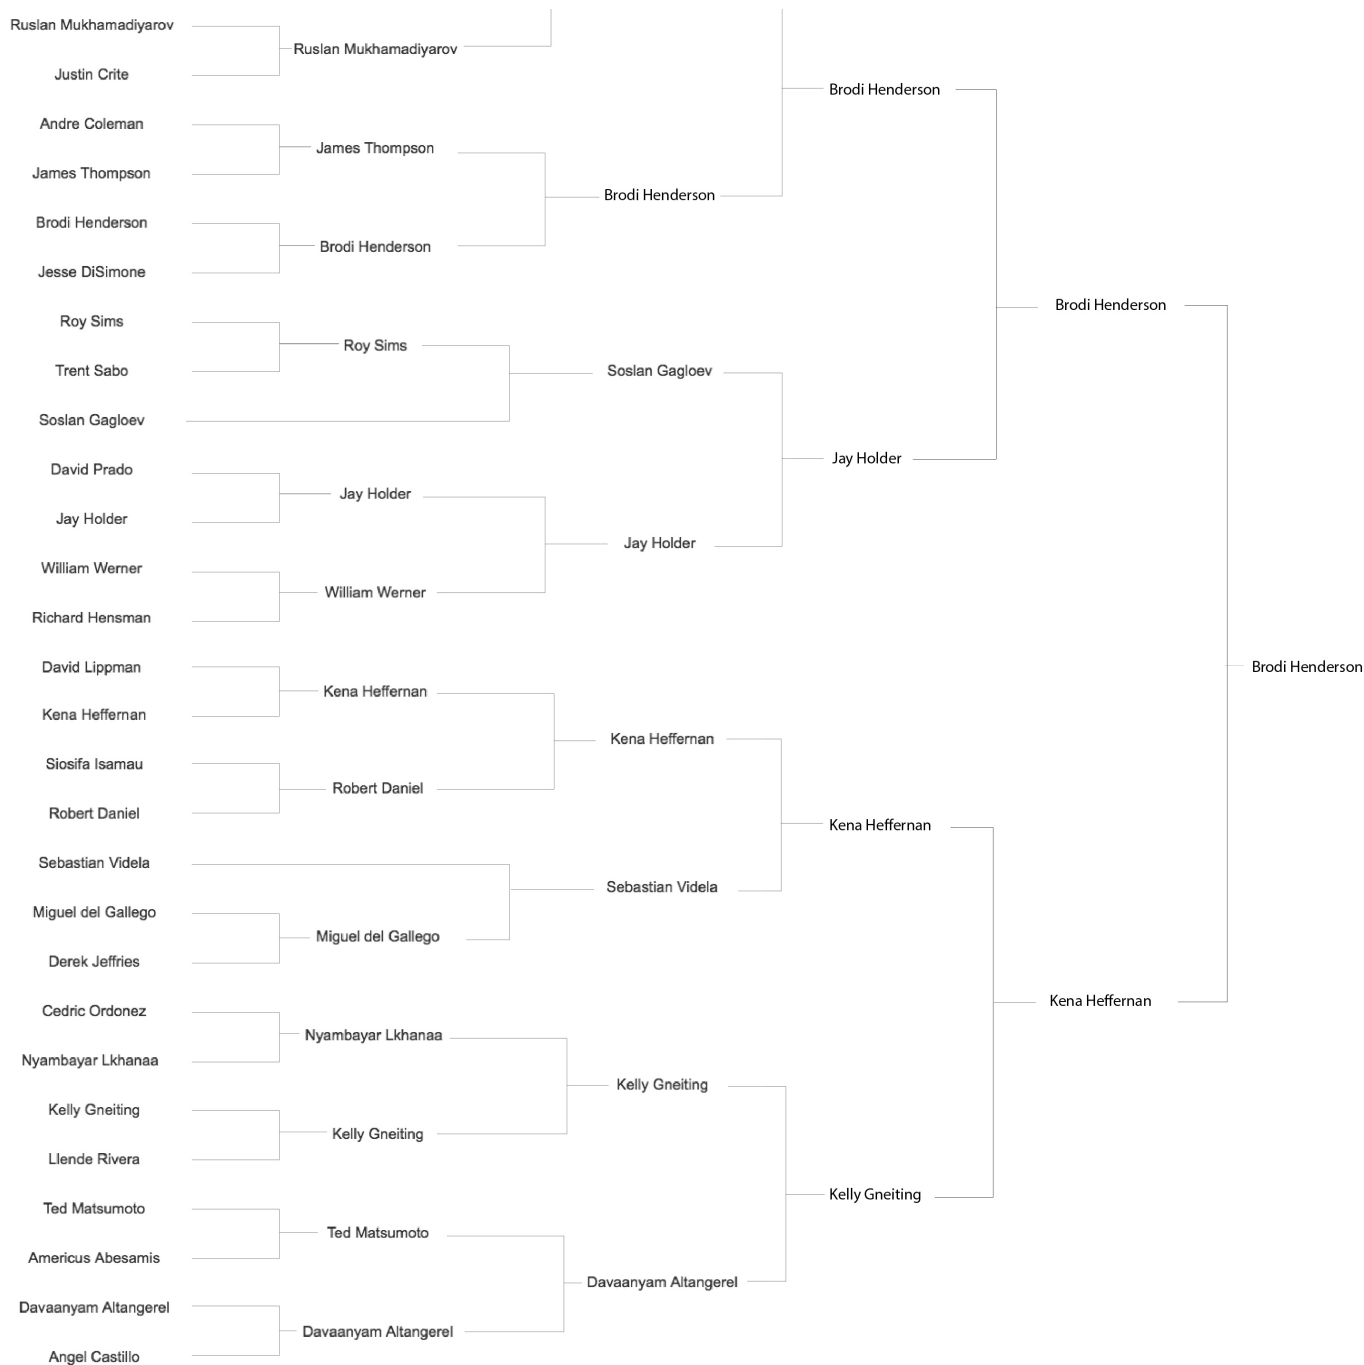 Ruslan Mukhamadiyarov
Justin Crite
Andre Coleman
James Thompson
Brodi Henderson
Jesse DiSimone
Roy Sims
Trent Sabo
Soslan Gagloev
David Prado
Jay Holder
William Werner
Richard Hensman
David Lippman
Kena Heffernan
Siosifa Isamau
Robert Daniel
Sebastian Videla
Miguel del Gallego
Derek Jeffries
Cedric Ordonez
Nyambayar Lkhanaa
Kelly Gneiting
Llende Rivera
Ted Matsumoto
Americus Abesamis
Davaanyam Altangerel
Angel Castillo
Ruslan Mukhamadiyarov
James Thompson
Brodi Henderson
Roy Sims
Jay Holder
William Werner
Kena Heffernan
Robert Daniel
Miguel del Gallego
Nyambayar Lkhanaa
Kelly Gneiting
Ted Matsumoto
Davaanyam Altangerel
Brodi Henderson
Soslan Gagloev
Jay Holder
Kena Heffernan
Sebastian Videla
Kelly Gneiting
Davaanyam Altangerel
Brodi Henderson
Jay Holder
Kena Heffernan
Kelly Gneiting
Brodi Henderson
Kena Heffernan
Brodi Henderson